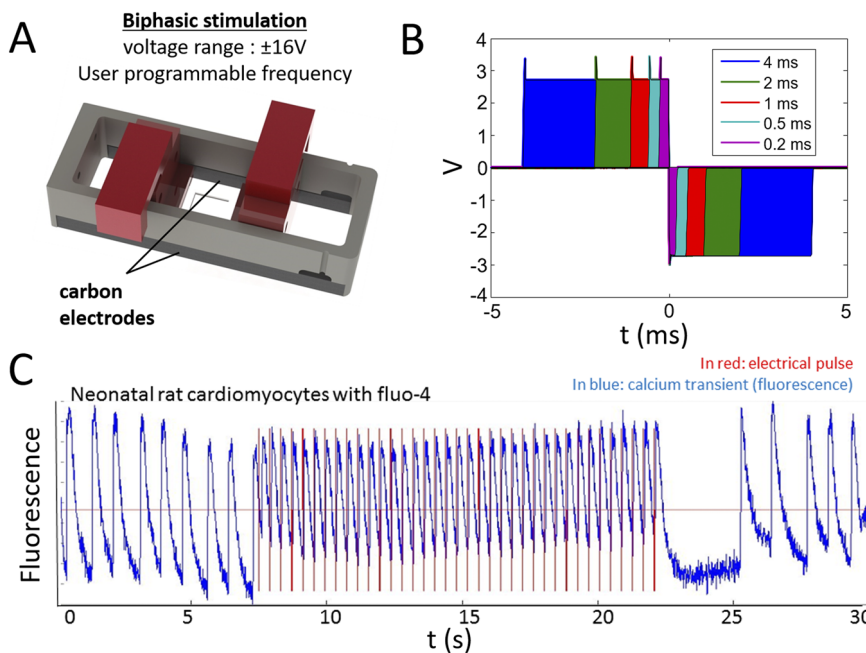 A
Biphasic stimulation
voltage range : ±16V
User programmable frequency
carbon
electrodes
B
4
3
2
1
0
-1
-2
-3
-4
V
4 ms
2 ms
1 ms
0.5 ms
0.2 ms
-5
0
5
t (ms)
C
In red: electrical pulse
In blue: calcium transient (fluorescence)
Neonatal rat cardiomyocytes with fluo-4
Fluorescence
0
5
10
15
20
25
30
t (s)